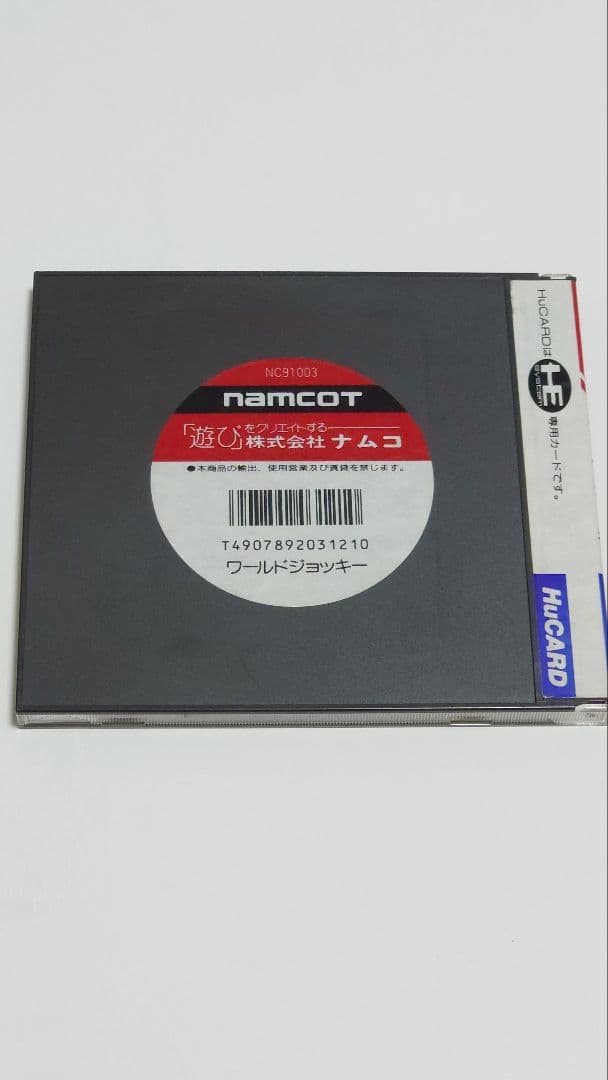 NC91003
namcot
「遊び」をクリエイトする
株式会社ナムコ
●本商品の輸出、使用営業及び賃貸を禁じます。
T4907892031210
ワールドジョッキー
HuCARDは HE system 専用カードです。
HuCARD